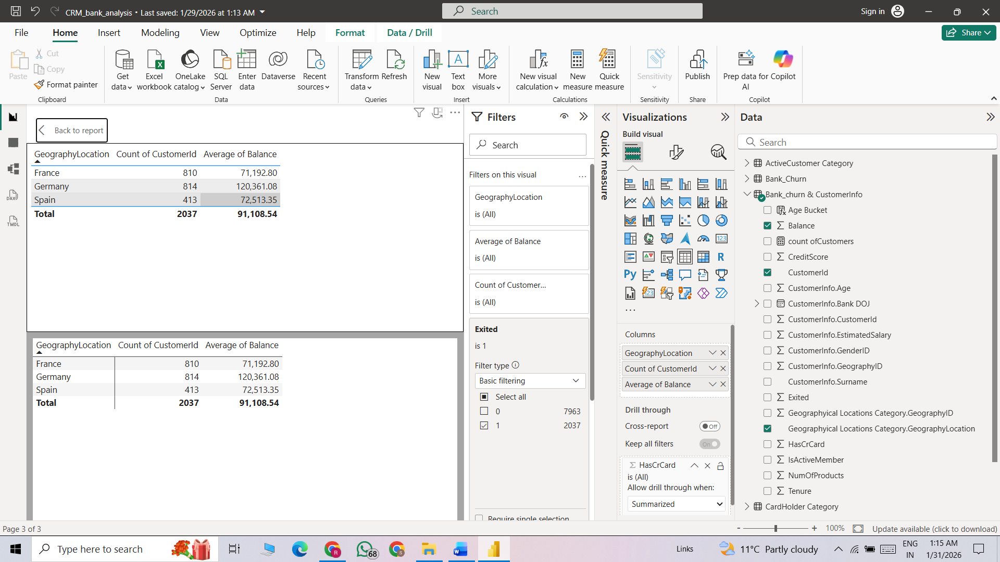 CRM_bank_analysis • Last saved: 1/29/2026 at 1:13 AM
Search
Sign in
File
Home
Insert
Modeling
View
Optimize
Help
Format
Data / Drill
Share
Paste
Cut
Copy
Format painter
Clipboard
Get data
Excel workbook
OneLake catalog
SQL Server
Enter data
Dataverse
Recent sources
Data
Transform data
Refresh
Queries
New visual
Text box
More visuals
Insert
New visual calculation
New measure
Quick measure
Calculations
Sensitivity
Sensitivity
Publish
Share
Prep data for AI
Copilot
Copilot
DAX
TMDL
Back to report
GeographyLocation Count of CustomerId Average of Balance
France 810 71,192.80
Germany 814 120,361.08
Spain 413 72,513.35
Total 2037 91,108.54
GeographyLocation Count of CustomerId Average of Balance
France 810 71,192.80
Germany 814 120,361.08
Spain 413 72,513.35
Total 2037 91,108.54
Filters
Search
Filters on this visual
...
GeographyLocation
is (All)
Average of Balance
is (All)
Count of Customer...
is (All)
Exited
is 1
Filter type
Basic filtering
Select all
0 7963
1 2037
Require single selection
Quick measure
Visualizations
Build visual
123
R
Py
123
...
Columns
GeographyLocation
Count of CustomerId
Average of Balance
Drill through
Cross-report
Off
Keep all filters
On
HasCrCard
is (All)
Allow drill through when:
Summarized
Data
Search
ActiveCustomer Category
Bank_Churn
Bank_churn & CustomerInfo
Age Bucket
Balance
count ofCustomers
CreditScore
CustomerId
CustomerInfo.Age
CustomerInfo.Bank DOJ
CustomerInfo.CustomerId
CustomerInfo.EstimatedSalary
CustomerInfo.GenderID
CustomerInfo.GeographyID
CustomerInfo.Surname
Exited
Geographyical Locations Category.GeographyID
Geographyical Locations Category.GeographyLocation
HasCrCard
IsActiveMember
NumOfProducts
Tenure
CardHolder Category
Page 3 of 3
- + 100%
Update available (click to download)
Type here to search
68
Links
11°C Partly cloudy
ENG
IN
1:15 AM
1/31/2026